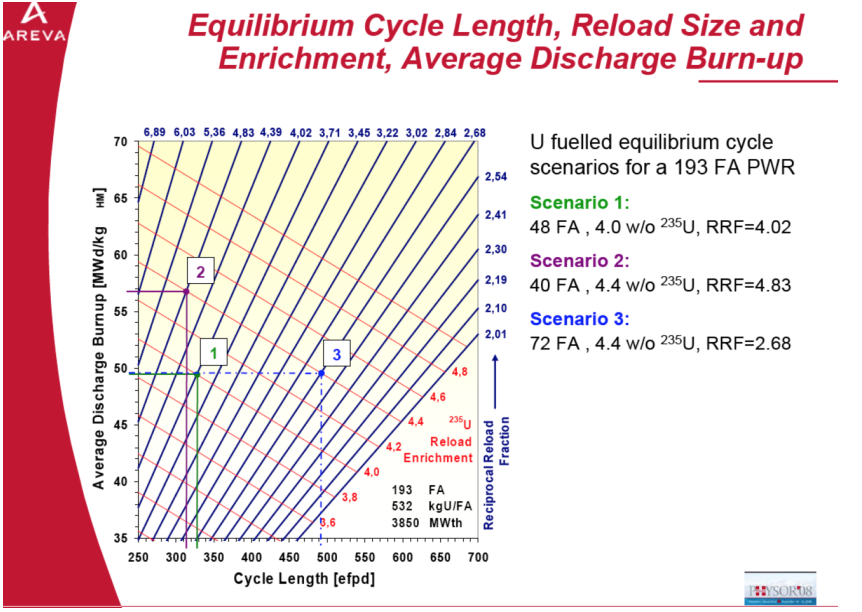 AREVA
Equilibrium Cycle Length, Reload Size and
Enrichment, Average Discharge Burn-up
6,89 6,03 5,36 4,83 4,39 4,02 3,71 3,45 3,22 3,02 2,84 2,68
2,54
2,41
2,30
2,19
2,10
2,01
70
65
60
55
50
45
40
35
Average Discharge Burnup [MWd/kg HM]
2
1
3
4,8
4,6
4,4
4,2
4,0
3,8
3,6
235U
Reload
Enrichment
193 FA
532 kgU/FA
3850 MWth
Reciprocal Reload
Fraction
250 300 350 400 450 500 550 600 650 700
Cycle Length [efpd]
U fuelled equilibrium cycle
scenarios for a 193 FA PWR
Scenario 1:
48 FA , 4.0 w/o 235U, RRF=4.02
Scenario 2:
40 FA , 4.4 w/o 235U, RRF=4.83
Scenario 3:
72 FA , 4.4 w/o 235U, RRF=2.68
PHYSOR'08